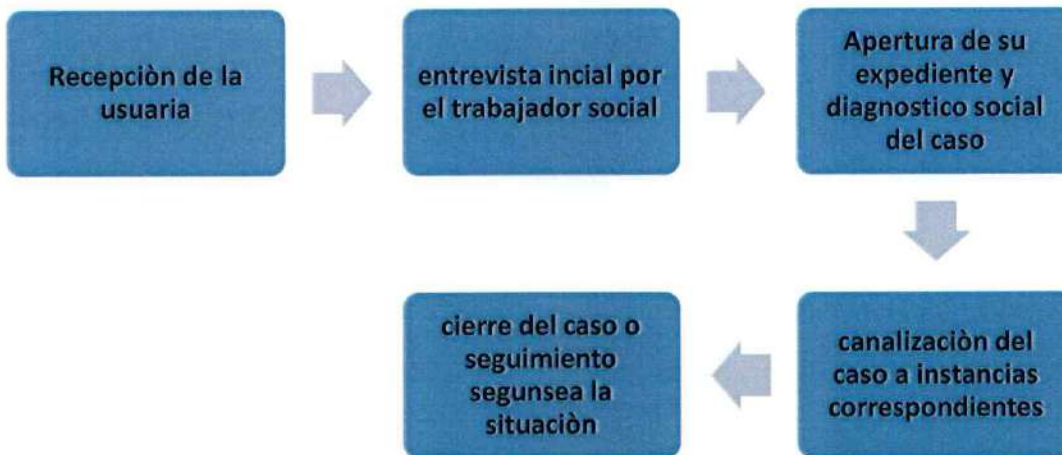 Recepciòn de la
usuaria
entrevista incial por
el trabajador social
Apertura de su
expediente y
diagnostico social
del caso
canalizaciòn del
caso a instancias
correspondientes
cierre del caso o
seguimiento
segunsea la
situaciòn